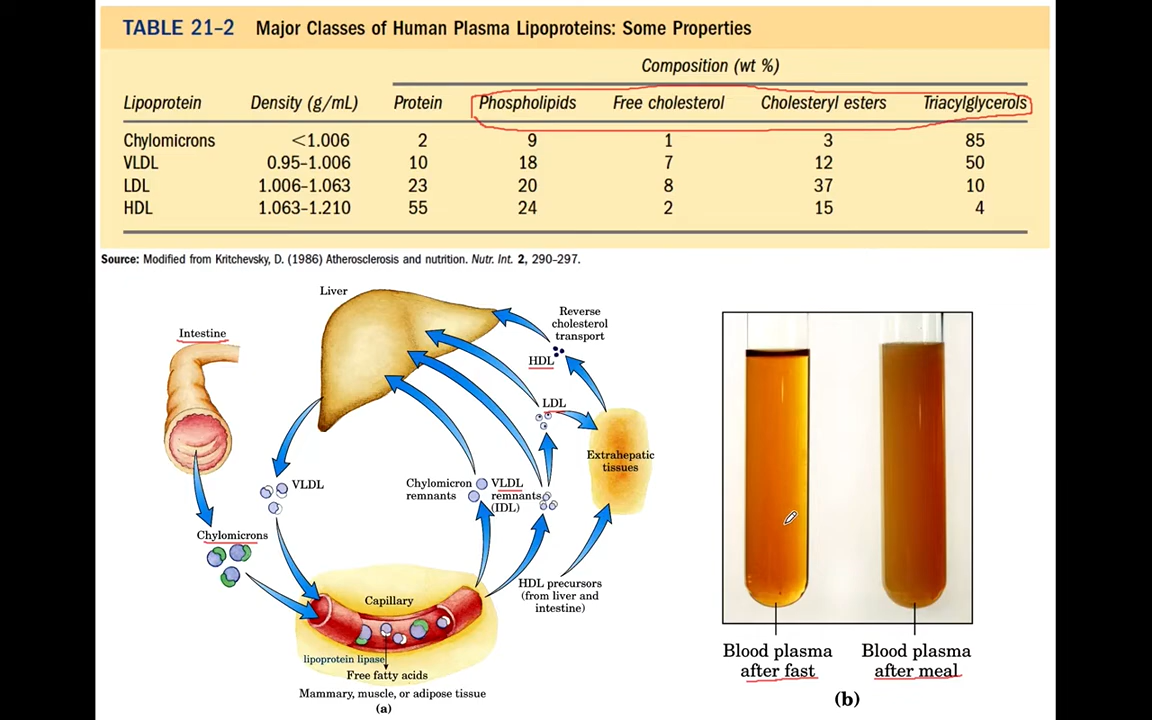 TABLE 21–2 Major Classes of Human Plasma Lipoproteins: Some Properties
Composition (wt %)
Lipoprotein Density (g/mL) Protein Phospholipids Free cholesterol Cholesteryl esters Triacylglycerols
Chylomicrons <1.006 2 9 1 3 85
VLDL 0.95–1.006 10 18 7 12 50
LDL 1.006–1.063 23 20 8 37 10
HDL 1.063–1.210 55 24 2 15 4
Source: Modified from Kritchevsky, D. (1986) Atherosclerosis and nutrition. Nutr. Int. 2, 290–297.
Liver
Intestine
Reverse
cholesterol
transport
HDL
LDL
Extrahepatic
tissues
VLDL
Chylomicron
remnants
VLDL
remnants
(IDL)
Chylomicrons
HDL precursors
(from liver and
intestine)
Capillary
lipoprotein lipase
Free fatty acids
Mammary, muscle, or adipose tissue
(a)
Blood plasma
after fast
Blood plasma
after meal
(b)